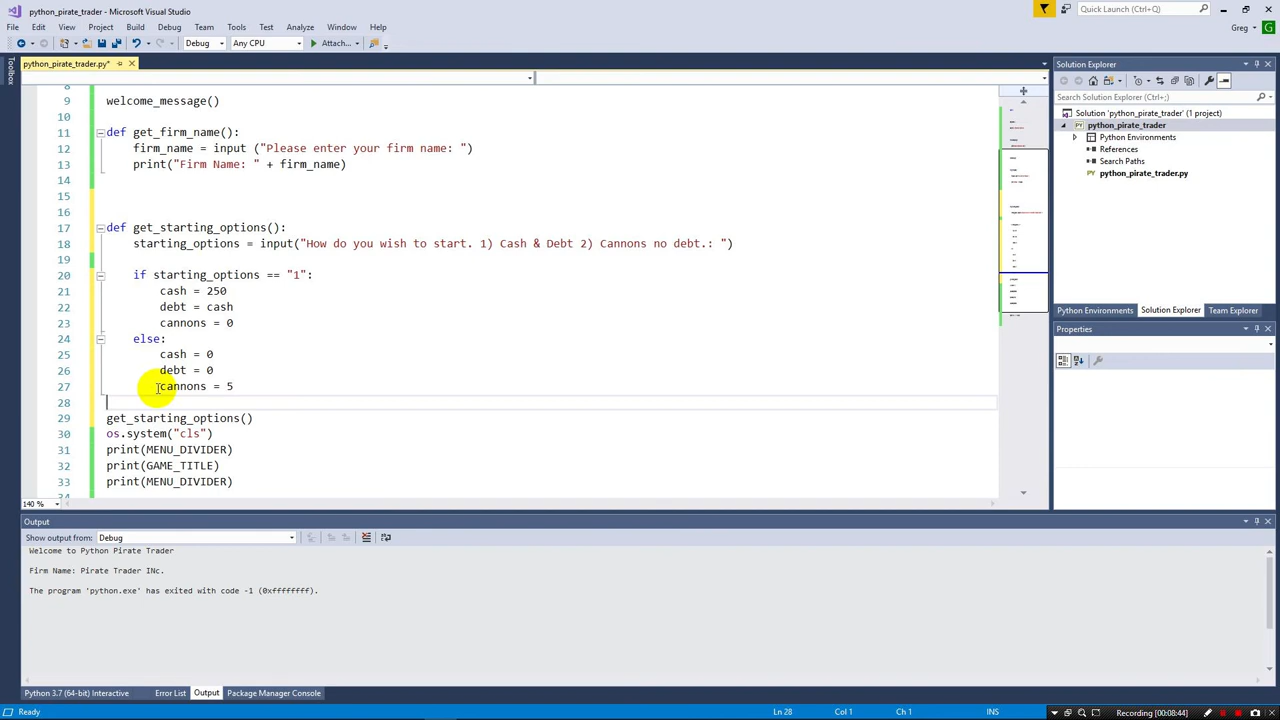 python_pirate_trader - Microsoft Visual Studio
Quick Launch (Ctrl+Q)
File Edit View Project Build Debug Team Tools Test Analyze Window Help
Greg G
Debug Any CPU Attach...
Toolbox
python_pirate_trader.py*
8
9 welcome_message()
10
11 def get_firm_name():
12 firm_name = input ("Please enter your firm name: ")
13 print("Firm Name: " + firm_name)
14
15
16
17 def get_starting_options():
18 starting_options = input("How do you wish to start. 1) Cash & Debt 2) Cannons no debt.: ")
19
20 if starting_options == "1":
21 cash = 250
22 debt = cash
23 cannons = 0
24 else:
25 cash = 0
26 debt = 0
27 cannons = 5
28
29 get_starting_options()
30 os.system("cls")
31 print(MENU_DIVIDER)
32 print(GAME_TITLE)
33 print(MENU_DIVIDER)
140 %
Solution Explorer
Search Solution Explorer (Ctrl+;)
Solution 'python_pirate_trader' (1 project)
python_pirate_trader
Python Environments
References
Search Paths
python_pirate_trader.py
Python Environments Solution Explorer Team Explorer
Properties
Output
Show output from: Debug
Welcome to Python Pirate Trader
Firm Name: Pirate Trader INc.
The program 'python.exe' has exited with code -1 (0xffffffff).
Python 3.7 (64-bit) Interactive Error List Output Package Manager Console
Ready Ln 28 Col 1 Ch 1 INS Recording [00:08:44]